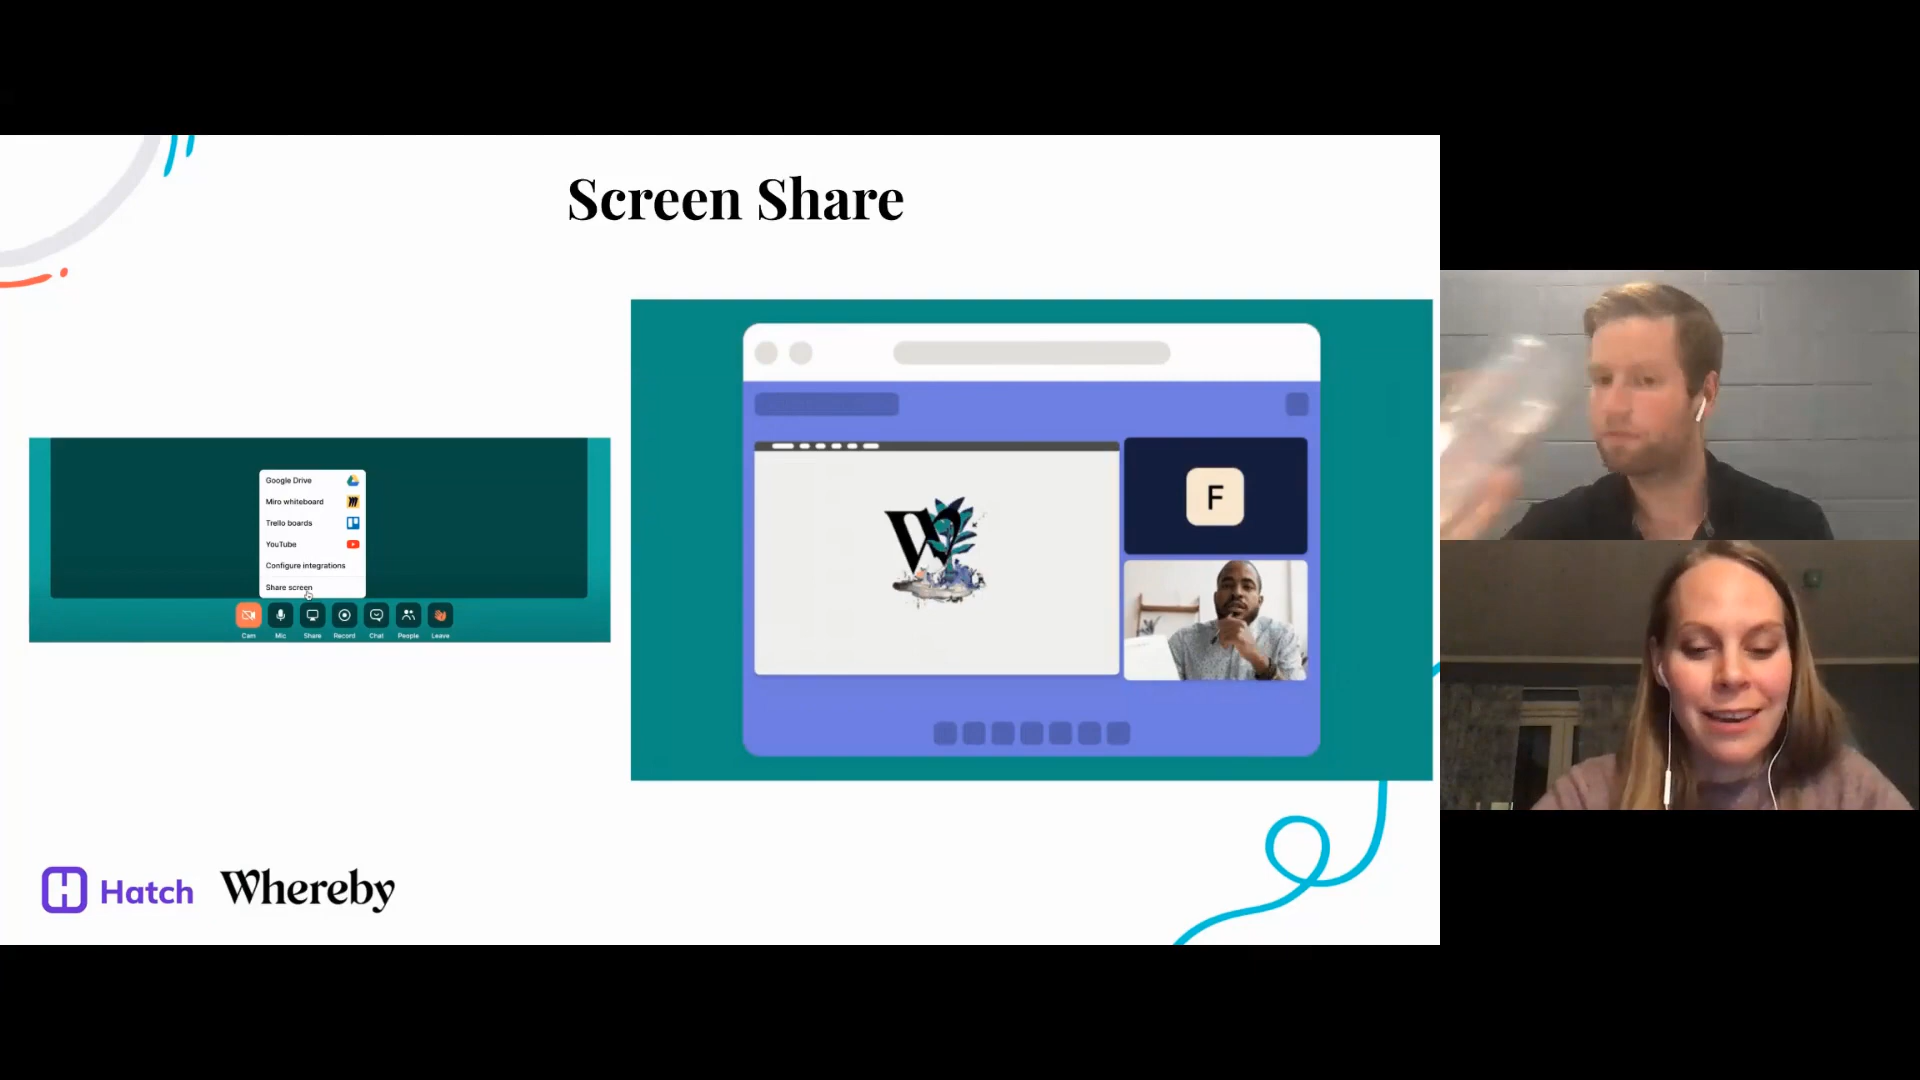 Screen Share
Google Drive
Miro whiteboard
Trello boards
YouTube
Configure integrations
Share screen
Cam Mic Share Record Chat People Leave
W
F
Hatch Whereby